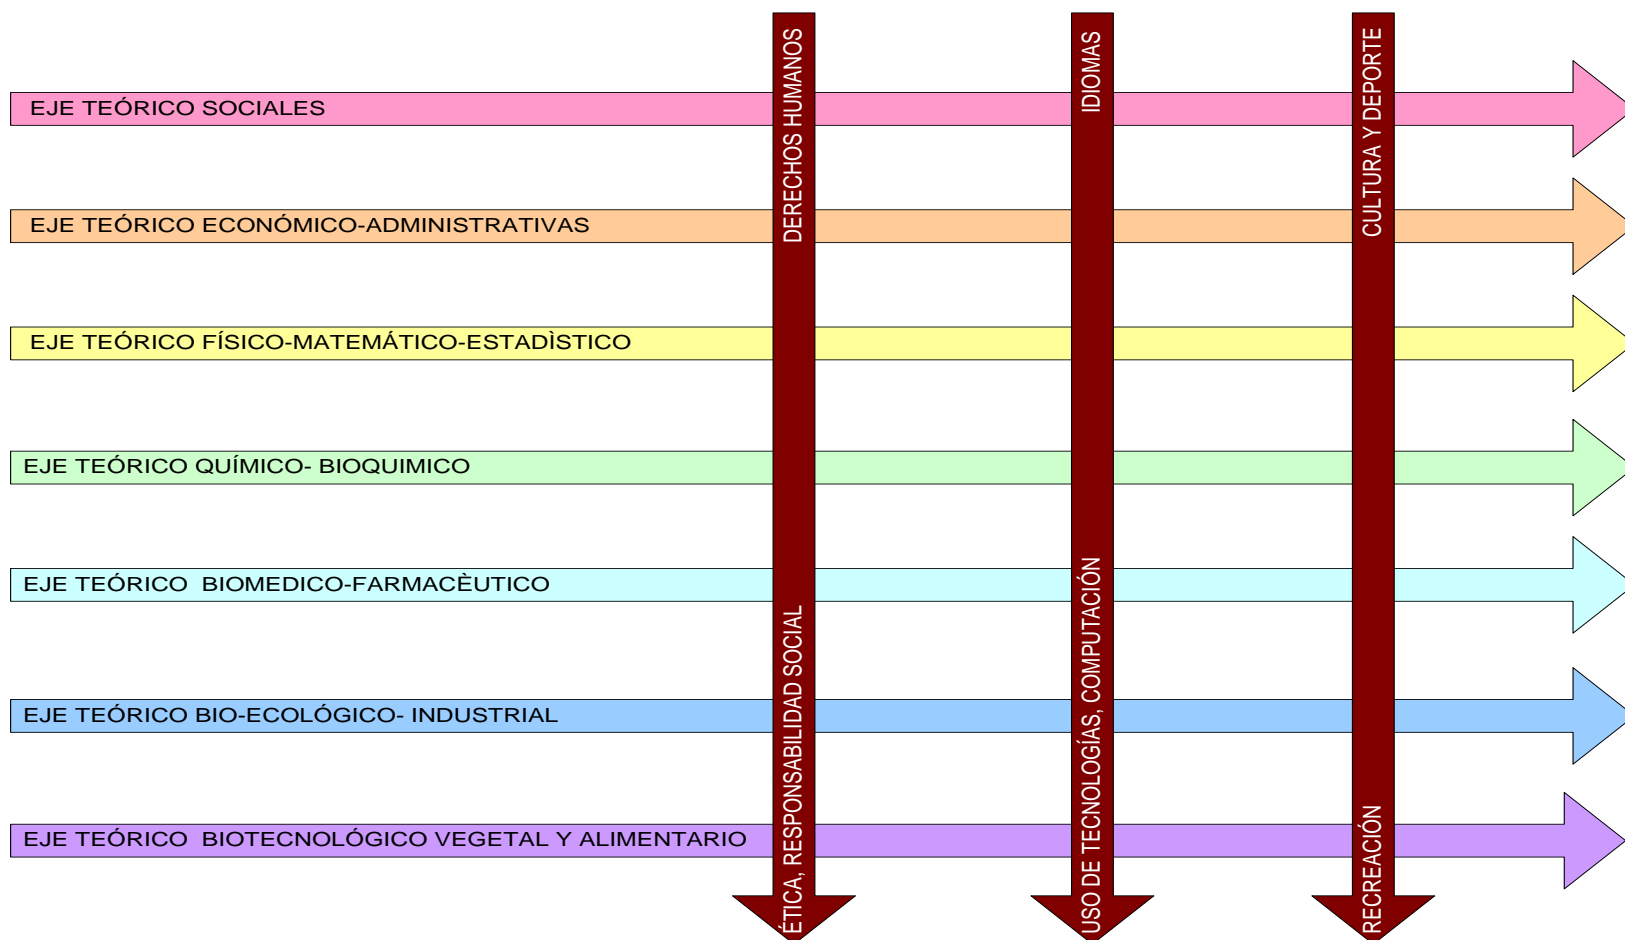 EJE TEÓRICO SOCIALES
EJE TEÓRICO ECONÓMICO-ADMINISTRATIVAS
EJE TEÓRICO FÍSICO-MATEMÁTICO-ESTADÌSTICO
EJE TEÓRICO QUÍMICO- BIOQUIMICO
EJE TEÓRICO  BIOMEDICO-FARMACÈUTICO
EJE TEÓRICO BIO-ECOLÓGICO- INDUSTRIAL
EJE TEÓRICO  BIOTECNOLÓGICO VEGETAL Y ALIMENTARIO
ÉTICA, RESPONSABILIDAD SOCIAL
DERECHOS HUMANOS
USO DE TECNOLOGÍAS, COMPUTACIÓN
IDIOMAS
RECREACIÓN
CULTURA Y DEPORTE